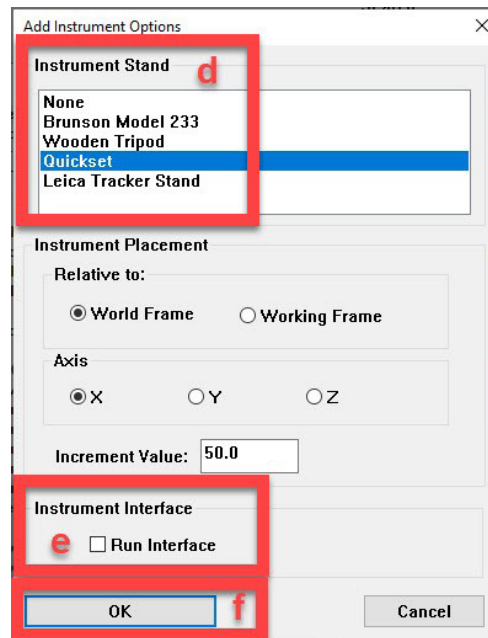 Add Instrument Options
Instrument Stand d
None
Brunson Model 233
Wooden Tripod
Quickset
Leica Tracker Stand
Instrument Placement
Relative to:
World Frame Working Frame
Axis
X Y Z
Increment Value: 50.0
Instrument Interface
e Run Interface
OK f Cancel